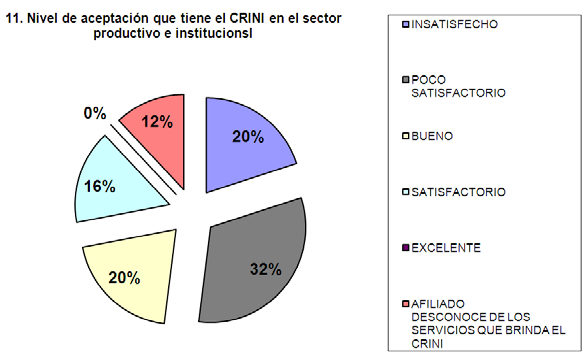 11. Nivel de aceptación que tiene el CRINI en el sector
productivo e institucionsl
0%
12%
20%
16%
20%
32%
INSATISFECHO
POCO
SATISFACTORIO
BUENO
SATISFACTORIO
EXCELENTE
AFILIADO
DESCONOCE DE LOS
SERVICIOS QUE BRINDA EL
CRINI